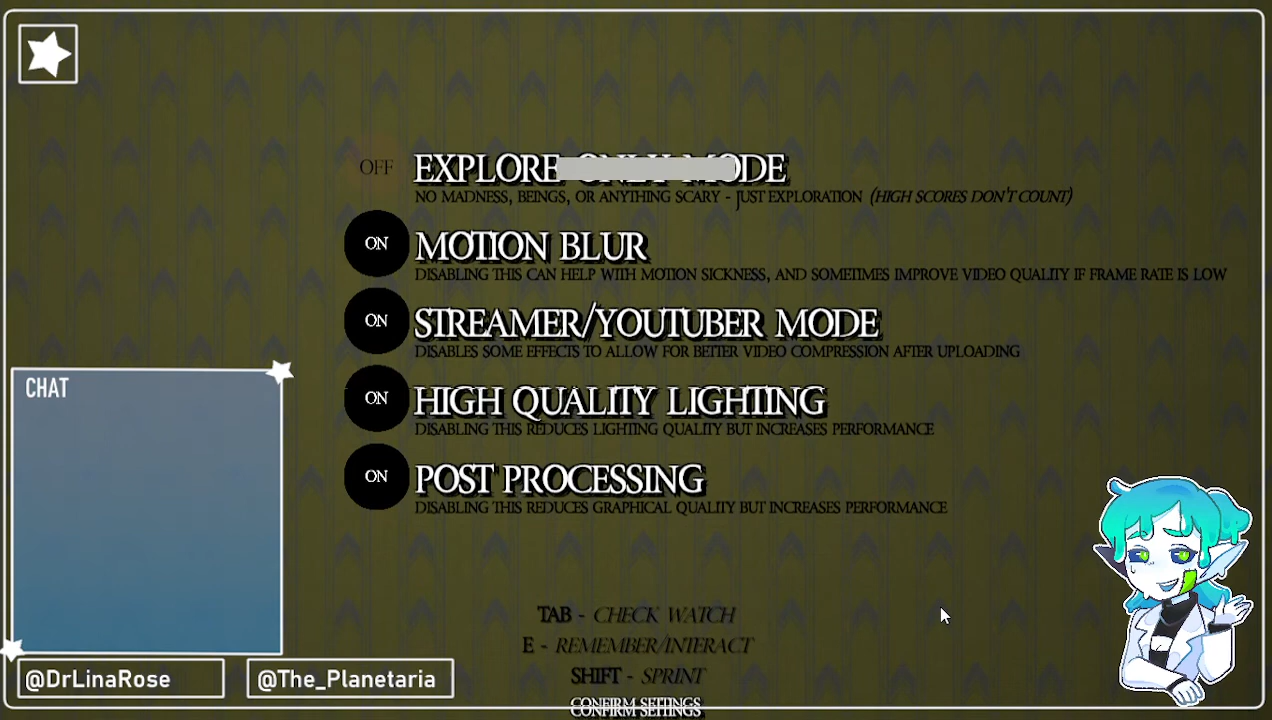 OFF EXPLORE MODE
NO MADNESS, BEINGS, OR ANYTHING SCARY - JUST EXPLORATION (HIGH SCORES DON'T COUNT)
ON MOTION BLUR
DISABLING THIS CAN HELP WITH MOTION SICKNESS, AND SOMETIMES IMPROVE VIDEO QUALITY IF FRAME RATE IS LOW
ON STREAMER/YOUTUBER MODE
DISABLES SOME EFFECTS TO ALLOW FOR BETTER VIDEO COMPRESSION AFTER UPLOADING
ON HIGH QUALITY LIGHTING
DISABLING THIS REDUCES LIGHTING QUALITY BUT INCREASES PERFORMANCE
ON POST PROCESSING
DISABLING THIS REDUCES GRAPHICAL QUALITY BUT INCREASES PERFORMANCE
CHAT
TAB - CHECK WATCH
E - REMEMBER/INTERACT
SHIFT - SPRINT
CONFIRM SETTINGS
@DrLinaRose
@The_Planetaria